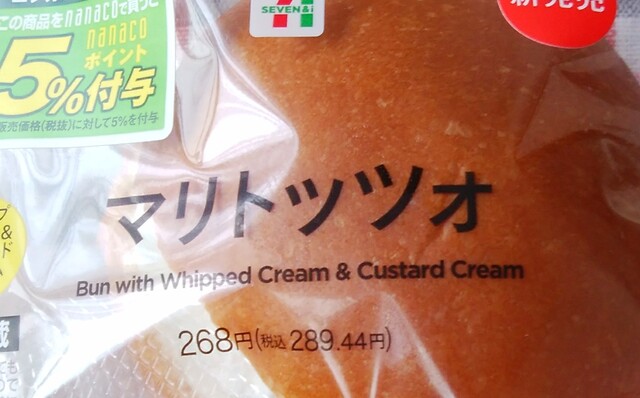 この商品をnanacoで買うと
nanaco
ポイント
5%付与
販売価格(税抜)に対して5%を付与
SEVEN&i
マリトッツォ
Bun with Whipped Cream & Custard Cream
268円(税込 289.44円)